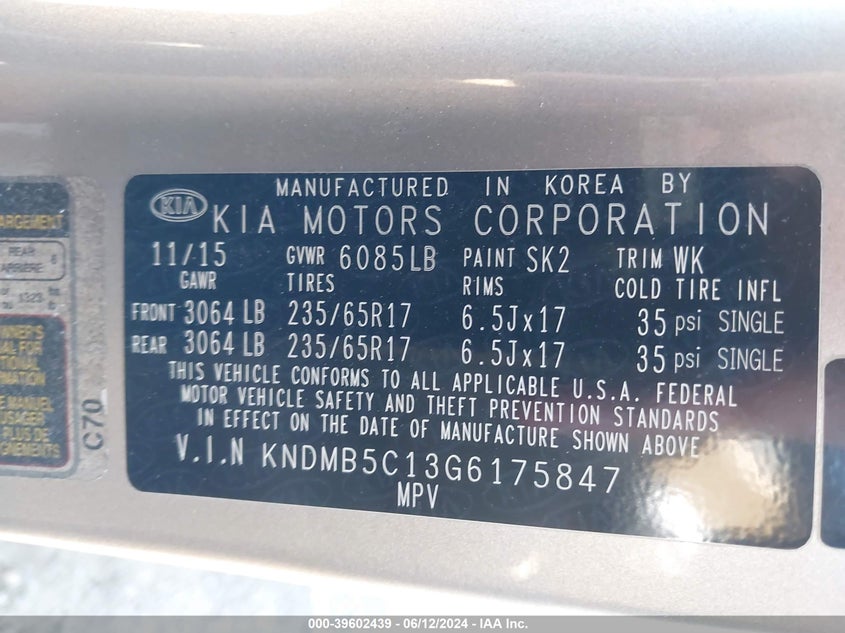 MANUFACTURED IN KOREA BY
KIA KIA MOTORS CORPORATION
11/15 GVWR 6085LB PAINT SK2 TRIM WK
GAWR TIRES RIMS COLD TIRE INFL
FRONT 3064 LB 235/65R17 6.5Jx17 35 psi SINGLE
REAR 3064 LB 235/65R17 6.5Jx17 35 psi SINGLE
THIS VEHICLE CONFORMS TO ALL APPLICABLE U.S.A. FEDERAL
MOTOR VEHICLE SAFETY AND THEFT PREVENTION STANDARDS
IN EFFECT ON THE DATE OF MANUFACTURE SHOWN ABOVE
V.I.N KNDMB5C13G6175847
MPV
C70
REAR 6
000-39602439 - 06/12/2024 - IAA Inc.